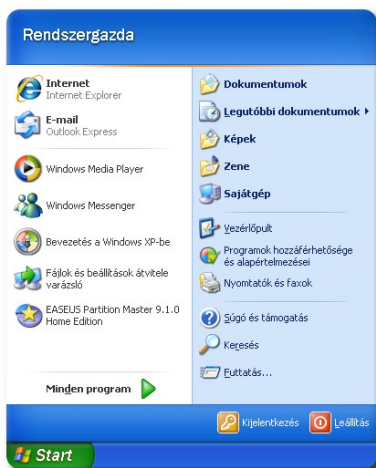 Rendszergazda
Internet
Internet Explorer
E-mail
Outlook Express
Windows Media Player
Windows Messenger
Bevezetés a Windows XP-be
Fájlok és beállítások átvitele
varázsló
EASEUS Partition Master 9.1.0
Home Edition
Minden program
Dokumentumok
Legutóbbi dokumentumok
Képek
Zene
Sajátgép
Vezérlőpult
Programok hozzáférhetősége
és alapértelmezései
Nyomtatók és faxok
Súgó és támogatás
Keresés
Futtatás...
Kijelentkezés
Leállítás
Start